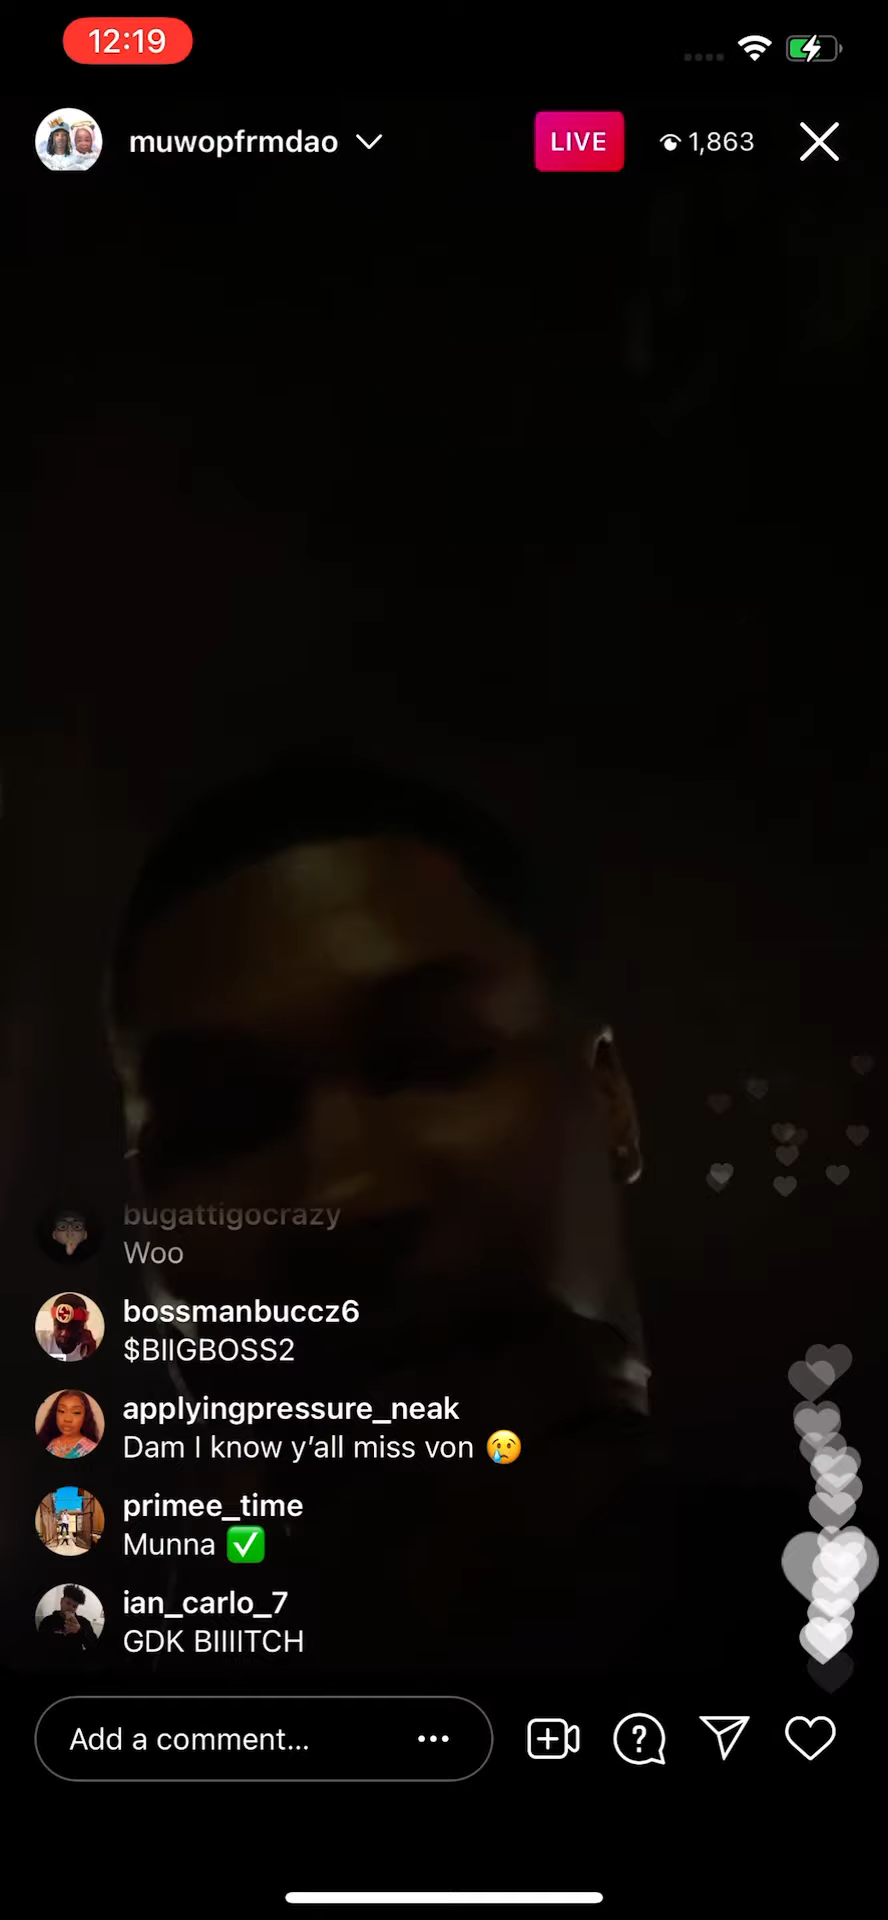 12:19
muwopfrmdao
LIVE
1,863
bugattigocrazy
Woo
bossmanbuccz6
$BIIGBOSS2
applyingpressure_neak
Dam I know y’all miss von 😢
primee_time
Munna ✅
ian_carlo_7
GDK BIIIITCH
Add a comment...